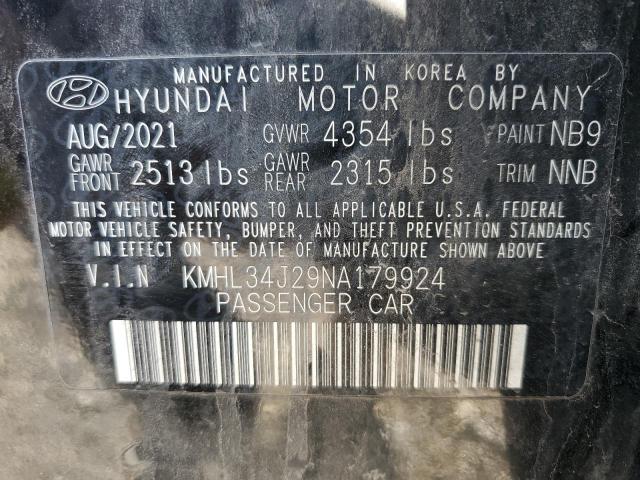 MANUFACTURED IN KOREA BY
HYUNDAI MOTOR COMPANY
AUG/2021 GVWR 4354 lbs PAINT NB9
GAWR FRONT 2513 lbs GAWR REAR 2315 lbs TRIM NNB
THIS VEHICLE CONFORMS TO ALL APPLICABLE U.S.A. FEDERAL
MOTOR VEHICLE SAFETY, BUMPER, AND THEFT PREVENTION STANDARDS
IN EFFECT ON THE DATE OF MANUFACTURE SHOWN ABOVE.
V.I.N KMHL34J29NA179924
PASSENGER CAR